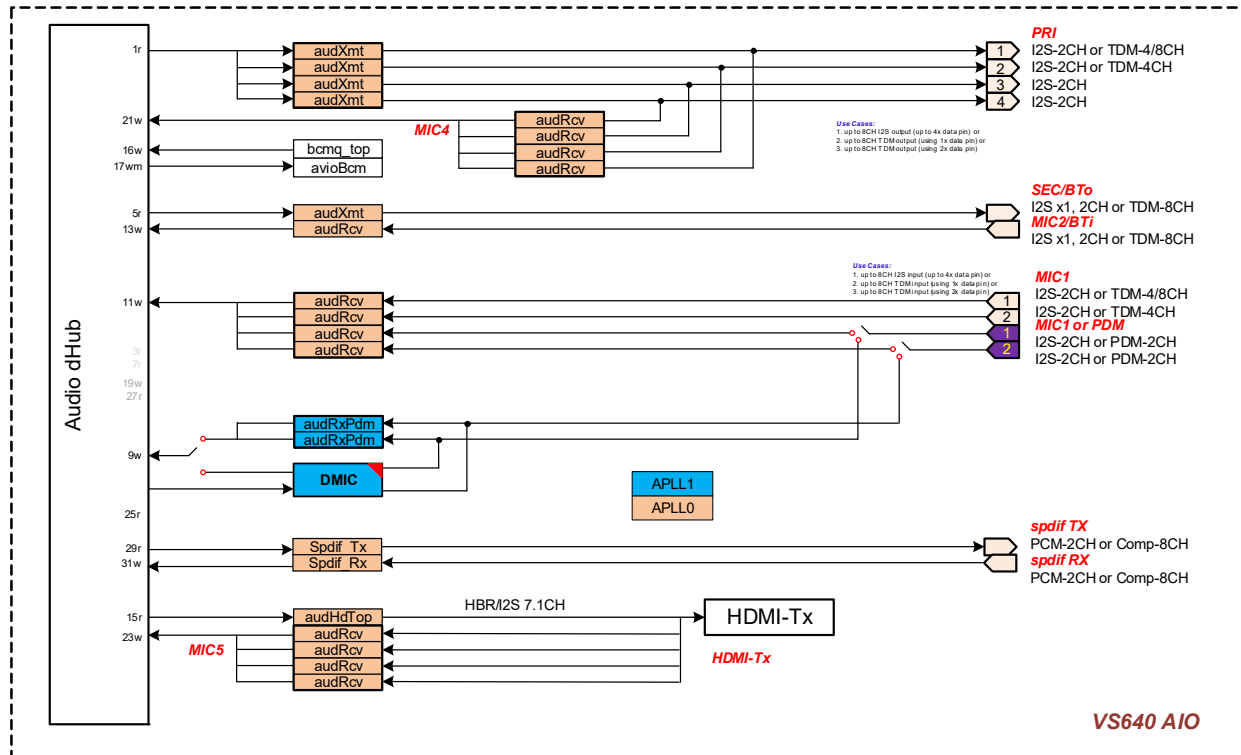 PRI
1r
audXmt
1
I2S-2CH or TDM-4/8CH
audXmt
2
I2S-2CH or TDM-4CH
audXmt
3
I2S-2CH
audXmt
4
I2S-2CH
21w
MIC4
audRcv
audRcv
audRcv
audRcv
Use Cases:
1. up to 8CH I2S output (up to 4x data pin) or
2. up to 8CH TDM output (using 1x data pin) or
3. up to 8CH TDM output (using 2x data pin)
16w
bcmq_top
17wm
avioBcm
SEC/BTo
5r
audXmt
I2S x1, 2CH or TDM-8CH
MIC2/BTi
13w
audRcv
I2S x1, 2CH or TDM-8CH
Use Cases:
1. up to 8CH I2S input (up to 4x data pin) or
2. up to 8CH TDM input (using 1x data pin) or
3. up to 8CH TDM input (using 2x data pin)
MIC1
11w
audRcv
1
I2S-2CH or TDM-4/8CH
audRcv
2
I2S-2CH or TDM-4CH
MIC1 or PDM
audRcv
1
I2S-2CH or PDM-2CH
audRcv
2
I2S-2CH or PDM-2CH
Audio dHub
3r
7r
19w
27r
audRxPdm
audRxPdm
9w
DMIC
APLL1
APLL0
25r
spdif TX
29r
Spdif_Tx
PCM-2CH or Comp-8CH
spdif RX
31w
Spdif_Rx
PCM-2CH or Comp-8CH
15r
audHdTop
HBR/I2S 7.1CH
HDMI-Tx
23w
MIC5
audRcv
audRcv
audRcv
audRcv
HDMI-Tx
VS640 AIO